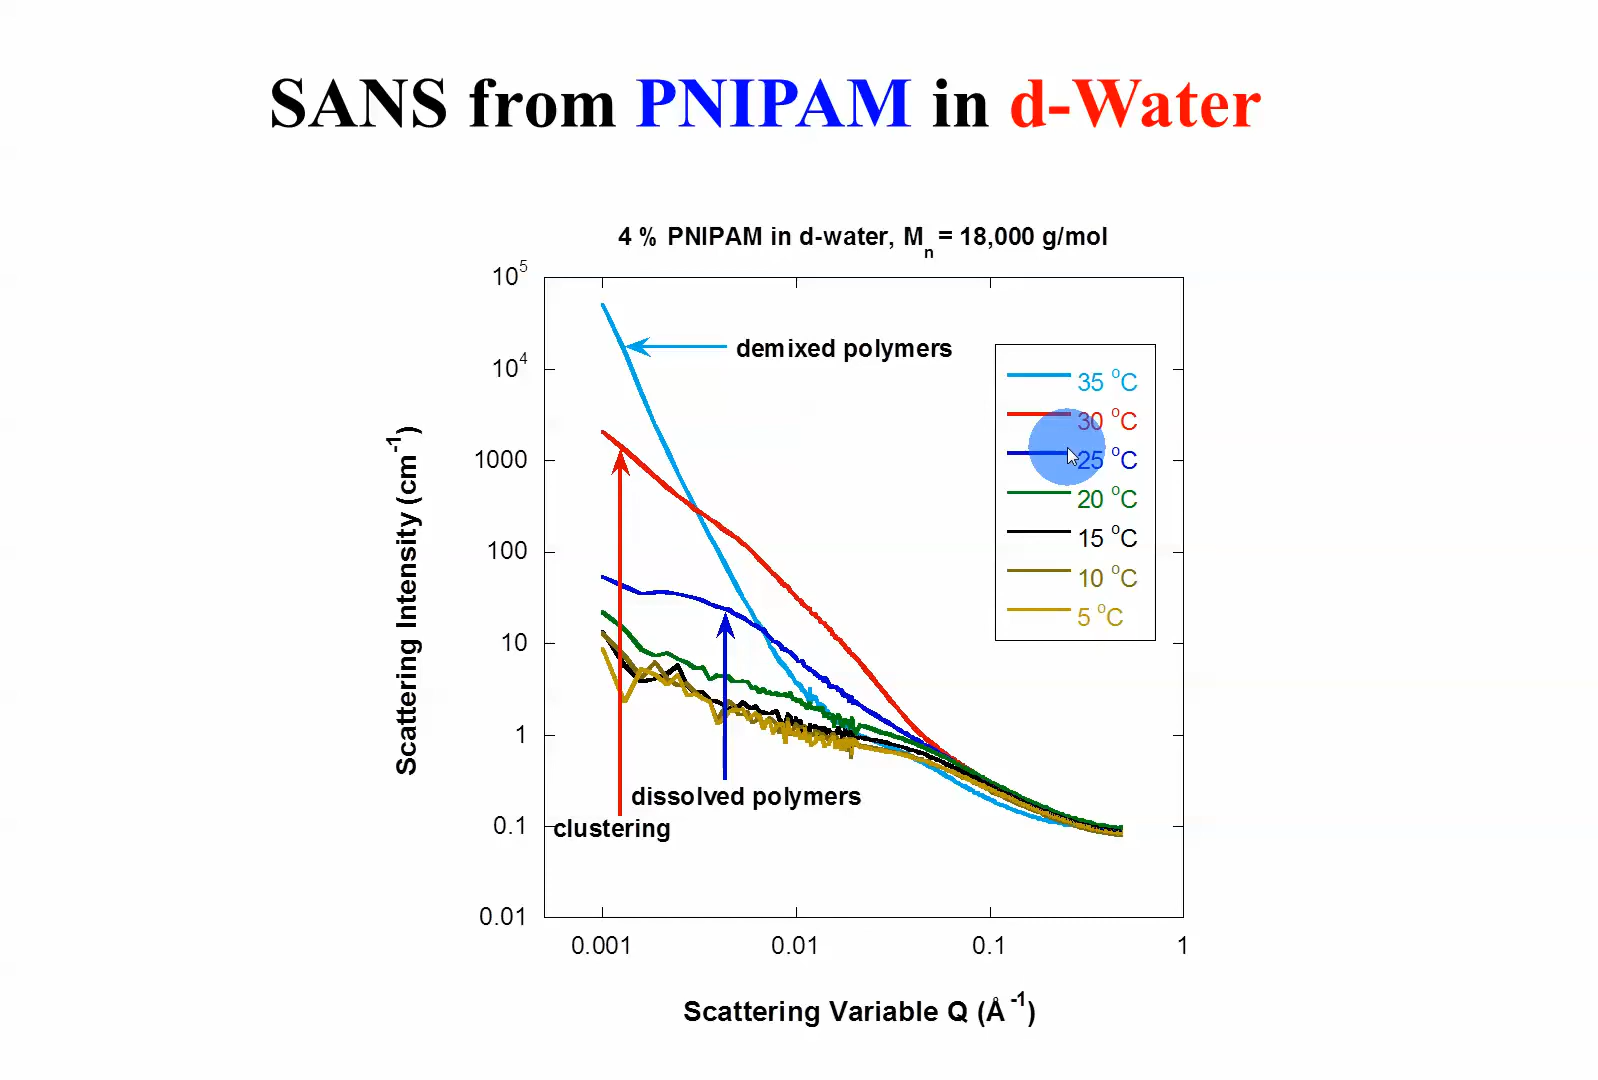 SANS from PNIPAM in d-Water
4 % PNIPAM in d-water, Mn = 18,000 g/mol
10^5
10^4
1000
100
10
1
0.1
0.01
Scattering Intensity (cm^-1)
demixed polymers
dissolved polymers
clustering
35 °C
30 °C
25 °C
20 °C
15 °C
10 °C
5 °C
0.001 0.01 0.1 1
Scattering Variable Q (Å^-1)